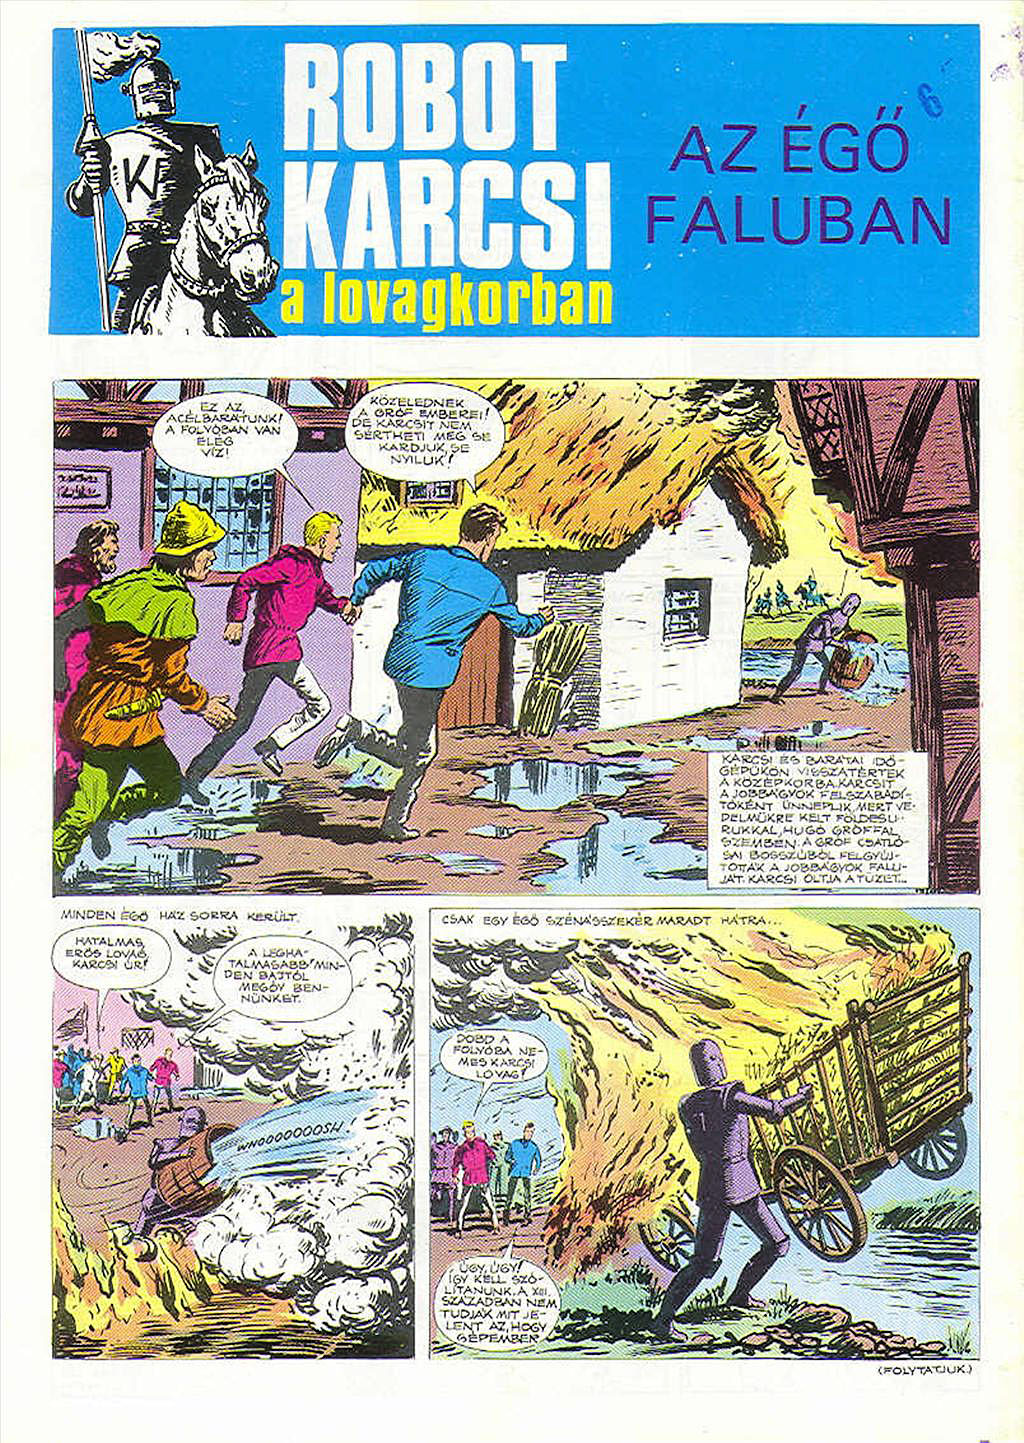 ROBOT
KARCSI
a lovagkorban
AZ ÉGŐ
FALUBAN
6
K
EZ AZ,
ACÉLBARÁTUNK!
A FOLYÓBAN VAN
ELÉG
VÍZ!
KÖZELEDNEK
A GRÓF EMBEREI!
DE KARCSIT NEM
SÉRTHETI MEG SE
KARDJUK, SE
NYILUK!
KARCSI ÉS BARÁTAI IDŐ-
GÉPÜKÖN VISSZATÉRTEK
A KÖZÉPKORBA. KARCSIT
A JOBBÁGYOK FELSZABADÍ-
TÓKÉNT ÜNNEPLIK, MERT VÉ-
DELMÜKRE KELT FÖLDESU-
RUKKAL, HUGÓ GRÓFFAL
SZEMBEN. A GRÓF CSATLÓ-
SAI BOSSZÚBÓL FELGYÚJ-
TOTTÁK A JOBBÁGYOK FALU-
JÁT. KARCSI OLTJA A TÜZET...
MINDEN ÉGŐ HÁZ SORRA KERÜLT.
HATALMAS,
ERŐS LOVAG,
KARCSI ÚR!
A LEGHA-
TALMASABB! MIN-
DEN BAJTÓL
MEGÓV BEN-
NÜNKET.
WHOOOOOOOSH
CSAK EGY ÉGŐ SZÉNÁSSZEKÉR MARADT HÁTRA...
DOBD A
FOLYÓBA NE-
MES KARCSI
LOVAG!
ÚGY, ÚGY!
ÍGY KELL SZÓ-
LÍTANUNK. A XIII.
SZÁZADBAN NEM
TUDJÁK MIT JE-
LENT AZ, HOGY
GÉPEMBER
(FOLYTATJUK.)